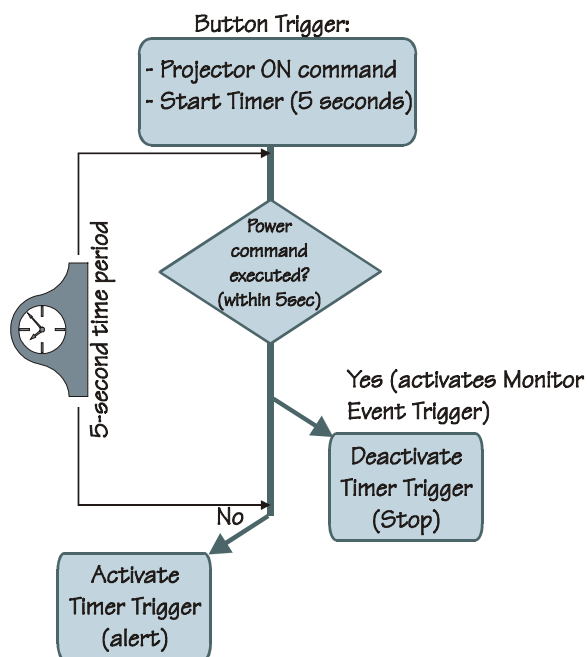 Button Trigger:
- Projector ON command
- Start Timer (5 seconds)
Power
command
executed?
(within 5sec)
5-second time period
Yes (activates Monitor
Event Trigger)
Deactivate
Timer Trigger
(Stop)
No
Activate
Timer Trigger
(alert)